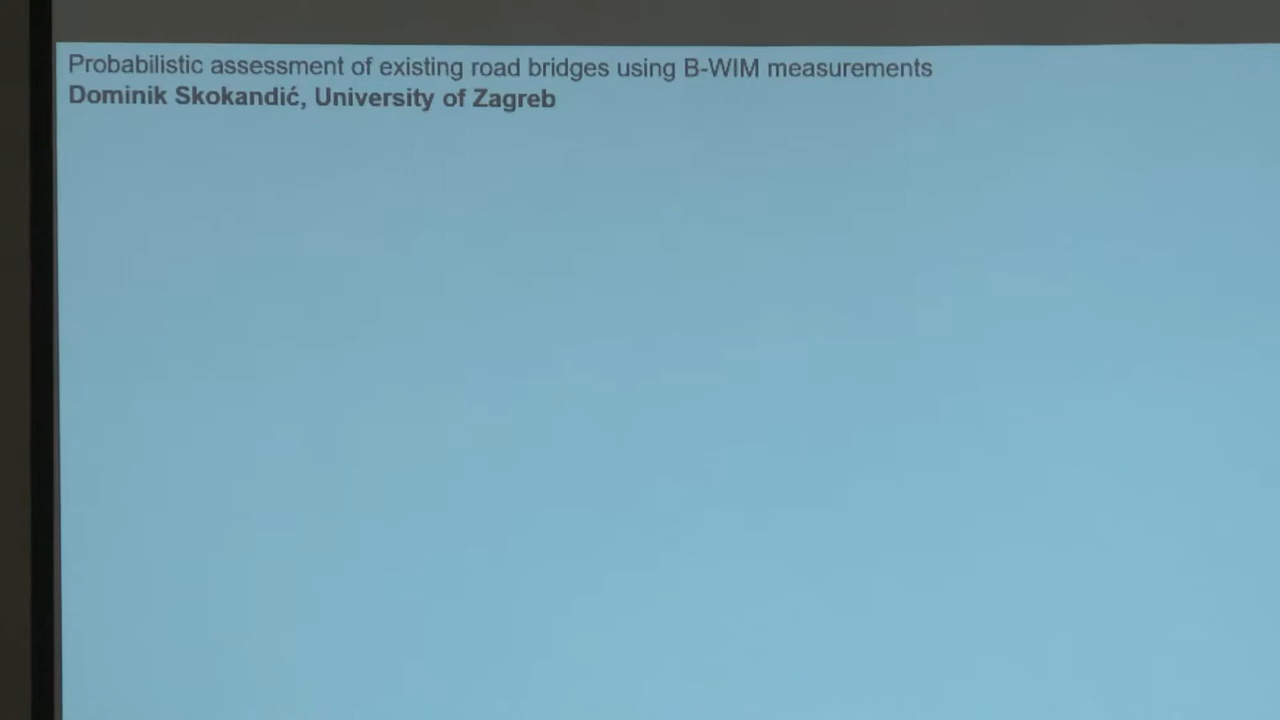 Probabilistic assessment of existing road bridges using B-WIM measurements
Dominik Skokandić, University of Zagreb